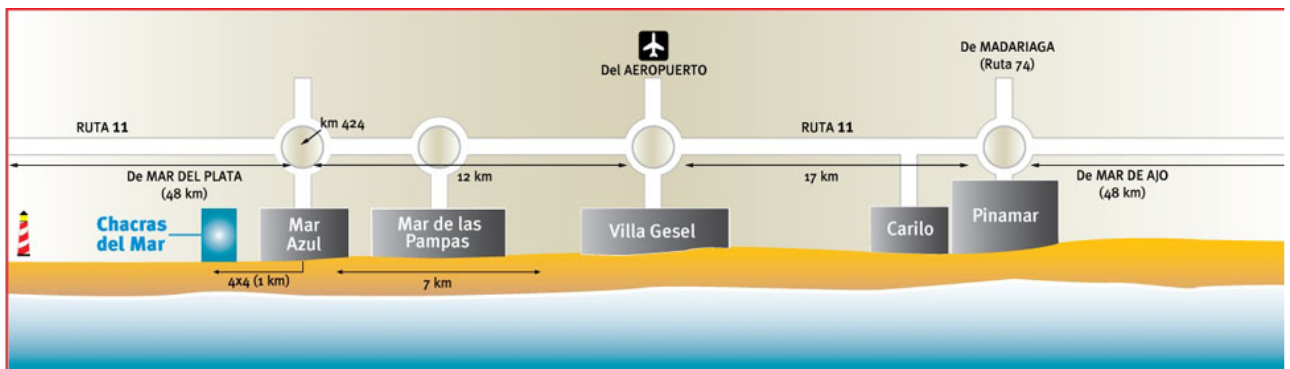 Del AEROPUERTO
De MADARIAGA
(Ruta 74)
RUTA 11
km 424
RUTA 11
De MAR DEL PLATA
(48 km)
12 km
17 km
De MAR DE AJO
(48 km)
Chacras
del Mar
Mar
Azul
Mar de las
Pampas
Villa Gesel
Carilo
Pinamar
4x4 (1 km)
7 km